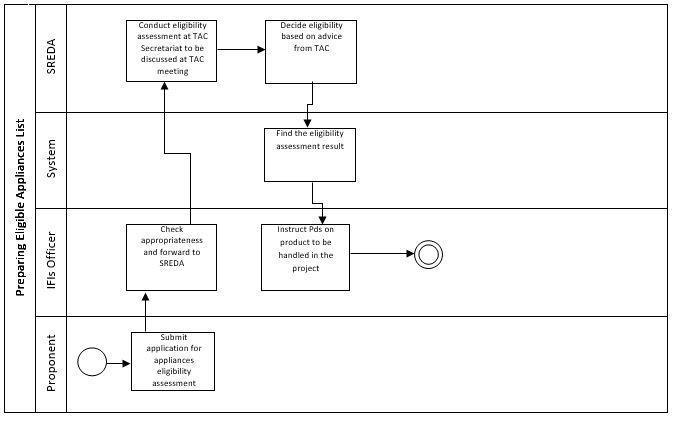 Preparing Eligible Appliances List
SREDA
Conduct eligibility
assessment at TAC
Secretariat to be
discussed at TAC
meeting
Decide eligibility
based on advice
from TAC
System
Find the eligibility
assessment result
IFIs Officer
Check
appropriateness
and forward to
SREDA
Instruct Pds on
product to be
handled in the
project
Proponent
Submit
application for
appliances
eligibility
assessment